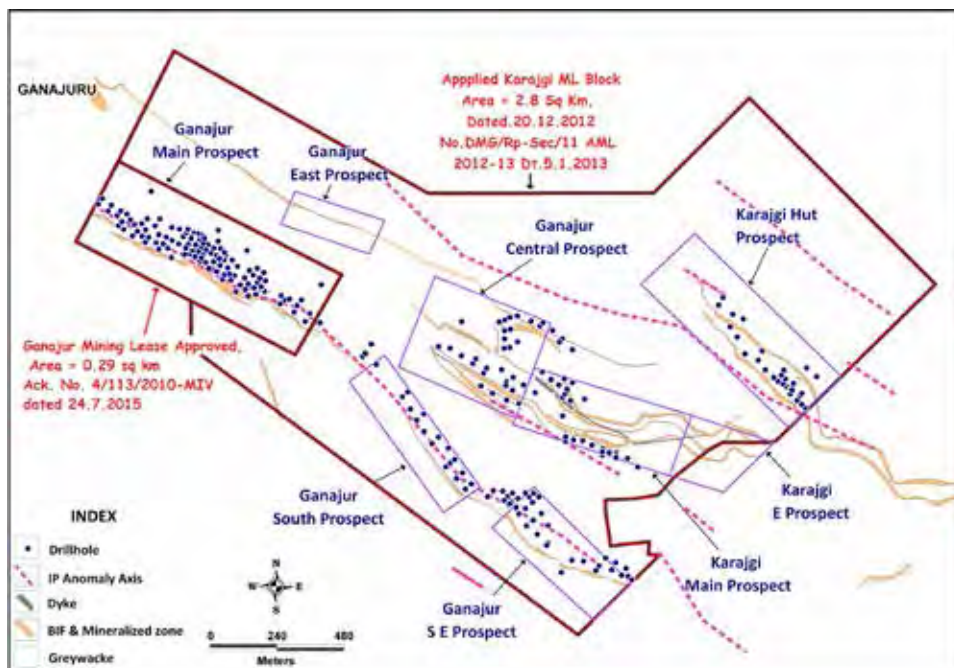 GANAJURU
Ganajur
Main Prospect
Ganajur
East Prospect
Appplied Karajgi ML Block
Area = 2.8 Sq Km,
Dated.20.12.2012
No.DMG/Rp-Sec/11 AML
2012-13 Dt.5.1.2013
Ganajur
Central Prospect
Karajgi Hut
Prospect
Ganajur Mining Lease Approved,
Area = 0.29 sq km
Ack. No. 4/113/2010-MIV
dated 24.7.2015
Ganajur
South Prospect
Karajgi
E Prospect
Karajgi
Main Prospect
Ganajur
S E Prospect
INDEX
Drillhole
IP Anomaly Axis
Dyke
BIF & Mineralized zone
Greywacke
N
W E
S
0 240 480
Meters